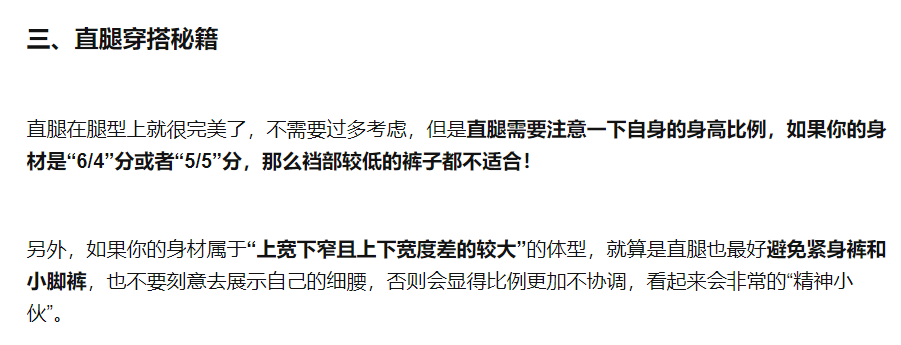 三、直腿穿搭秘籍
直腿在腿型上就很完美了，不需要过多考虑，但是直腿需要注意一下自身的身高比例，如果你的身
材是“6/4”分或者“5/5”分，那么裆部较低的裤子都不适合！
另外，如果你的身材属于“上宽下窄且上下宽度差的较大”的体型，就算是直腿也最好避免紧身裤和
小脚裤，也不要刻意去展示自己的细腰，否则会显得比例更加不协调，看起来会非常的“精神小
伙”。